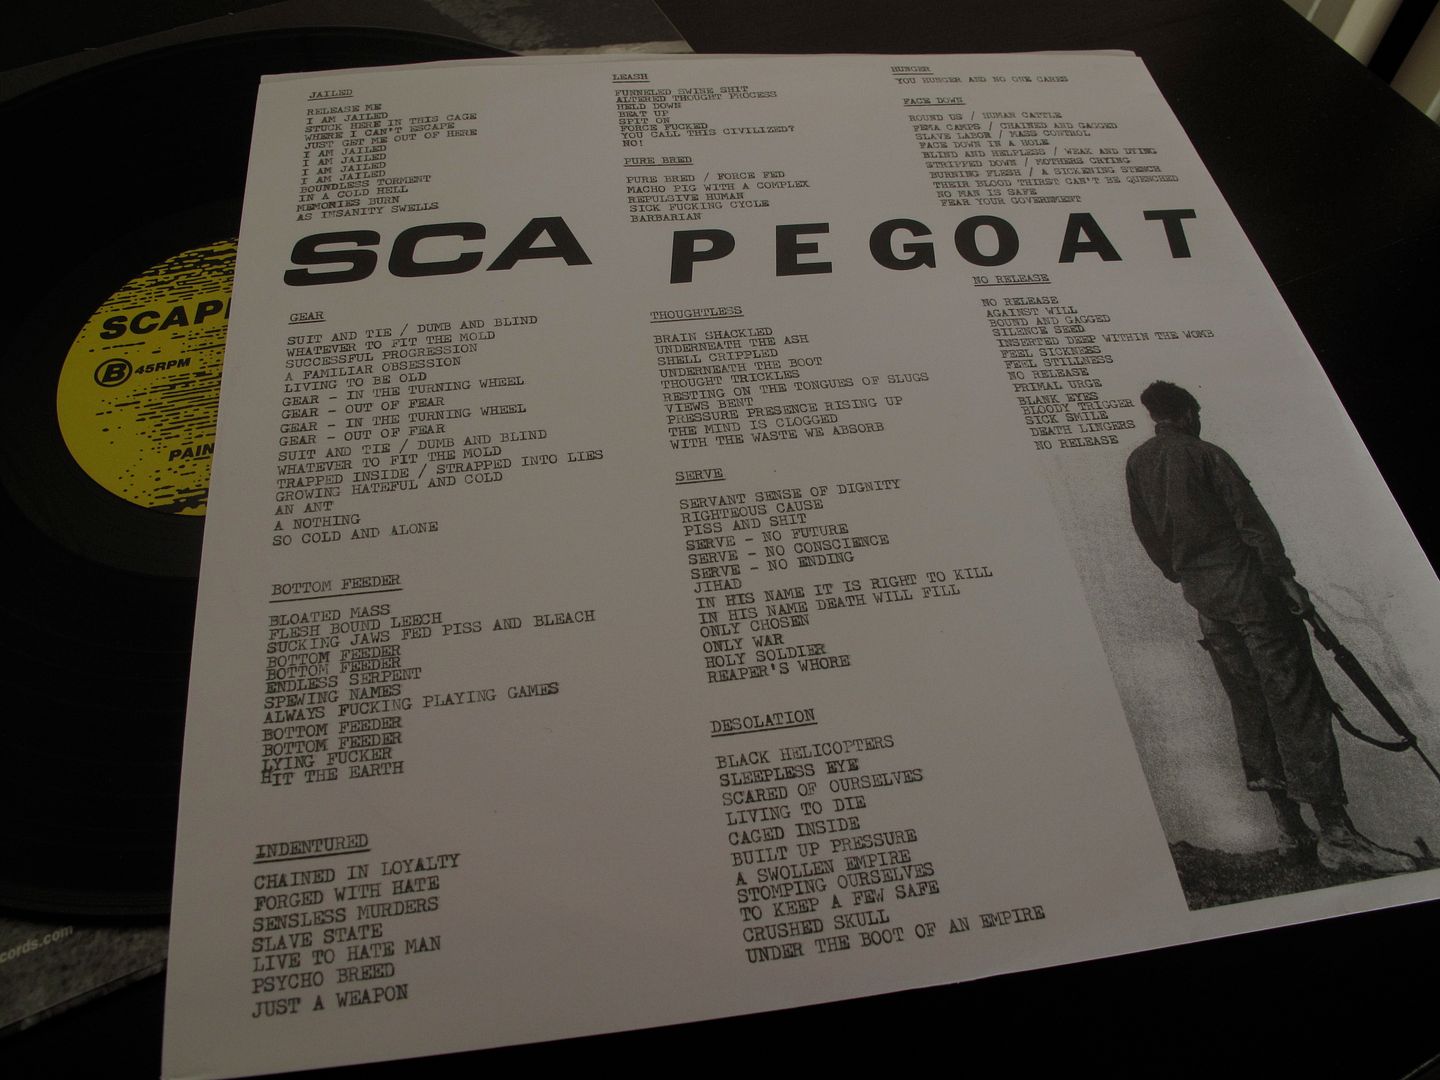 JAILED
RELEASE ME
I AM JAILED
STUCK HERE IN THIS CAGE
WHERE I CAN'T ESCAPE
JUST GET ME OUT OF HERE
I AM JAILED
I AM JAILED
I AM JAILED
I AM JAILED
BOUNDLESS TORMENT
IN A COLD HELL
MEMORIES BURN
AS INSANITY SWELLS
LEASH
FUNNELED SWINE SHIT
ALTERED THOUGHT PROCESS
HELD DOWN
BEAT UP
SPIT ON
FORCE FUCKED
YOU CALL THIS CIVILIZED?
NO!
PURE BRED
PURE BRED / FORCE FED
MACHO PIG WITH A COMPLEX
REPULSIVE HUMAN
SICK FUCKING CYCLE
BARBARIAN
HUNGER
YOU HUNGER AND NO ONE CARES
FACE DOWN
ROUND US / HUMAN CATTLE
FEMA CAMPS / CHAINED AND GAGGED
SLAVE LABOR / MASS CONTROL
FACE DOWN IN A HOLE
BLIND AND HELPLESS / WEAK AND DYING
STRIPPED DOWN / MOTHERS CRYING
BURNING FLESH / A SICKENING STENCH
THEIR BLOOD THIRST CAN'T BE QUENCHED
NO MAN IS SAFE
FEAR YOUR GOVERNMENT
SCA PEGOAT
GEAR
SUIT AND TIE / DUMB AND BLIND
WHATEVER TO FIT THE MOLD
SUCCESSFUL PROGRESSION
A FAMILIAR OBSESSION
LIVING TO BE OLD
GEAR - IN THE TURNING WHEEL
GEAR - OUT OF FEAR
GEAR - IN THE TURNING WHEEL
GEAR - OUT OF FEAR
SUIT AND TIE / DUMB AND BLIND
WHATEVER TO FIT THE MOLD
TRAPPED INSIDE / STRAPPED INTO LIES
GROWING HATEFUL AND COLD
AN ANT
A NOTHING
SO COLD AND ALONE
BOTTOM FEEDER
BLOATED MASS
FLESH BOUND LEECH
SUCKING JAWS FED PISS AND BLEACH
BOTTOM FEEDER
BOTTOM FEEDER
ENDLESS SERPENT
SPEWING NAMES
ALWAYS FUCKING PLAYING GAMES
BOTTOM FEEDER
BOTTOM FEEDER
LYING FUCKER
HIT THE EARTH
INDENTURED
CHAINED IN LOYALTY
FORGED WITH HATE
SENSLESS MURDERS
SLAVE STATE
LIVE TO HATE MAN
PSYCHO BREED
JUST A WEAPON
THOUGHTLESS
BRAIN SHACKLED
UNDERNEATH THE ASH
SHELL CRIPPLED
UNDERNEATH THE BOOT
THOUGHT TRICKLES
RESTING ON THE TONGUES OF SLUGS
VIEWS BENT
PRESSURE PRESENCE RISING UP
THE MIND IS CLOGGED
WITH THE WASTE WE ABSORB
SERVE
SERVANT SENSE OF DIGNITY
RIGHTEOUS CAUSE
PISS AND SHIT
SERVE - NO FUTURE
SERVE - NO CONSCIENCE
SERVE - NO ENDING
JIHAD
IN HIS NAME IT IS RIGHT TO KILL
IN HIS NAME DEATH WILL FILL
ONLY CHOSEN
ONLY WAR
HOLY SOLDIER
REAPER'S WHORE
DESOLATION
BLACK HELICOPTERS
SLEEPLESS EYE
SCARED OF OURSELVES
LIVING TO DIE
CAGED INSIDE
BUILT UP PRESSURE
A SWOLLEN EMPIRE
STOMPING OURSELVES
TO KEEP A FEW SAFE
CRUSHED SKULL
UNDER THE BOOT OF AN EMPIRE
NO RELEASE
NO RELEASE
AGAINST WILL
BOUND AND GAGGED
SILENCE SEED
INSERTED DEEP WITHIN THE WOMB
FEEL SICKNESS
FEEL STILLNESS
NO RELEASE
PRIMAL URGE
BLANK EYES
BLOODY TRIGGER
SICK SMILE
DEATH LINGERS
NO RELEASE
SCAP
B 45RPM
PAIN
cords.com